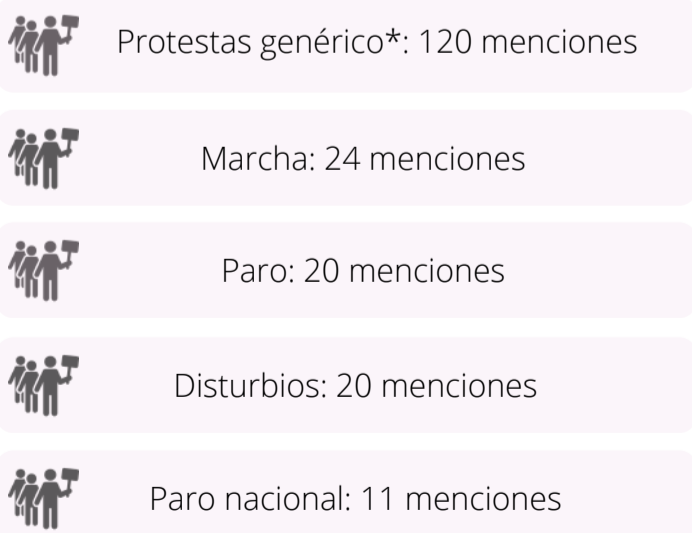 Protestas genérico*: 120 menciones
Marcha: 24 menciones
Paro: 20 menciones
Disturbios: 20 menciones
Paro nacional: 11 menciones